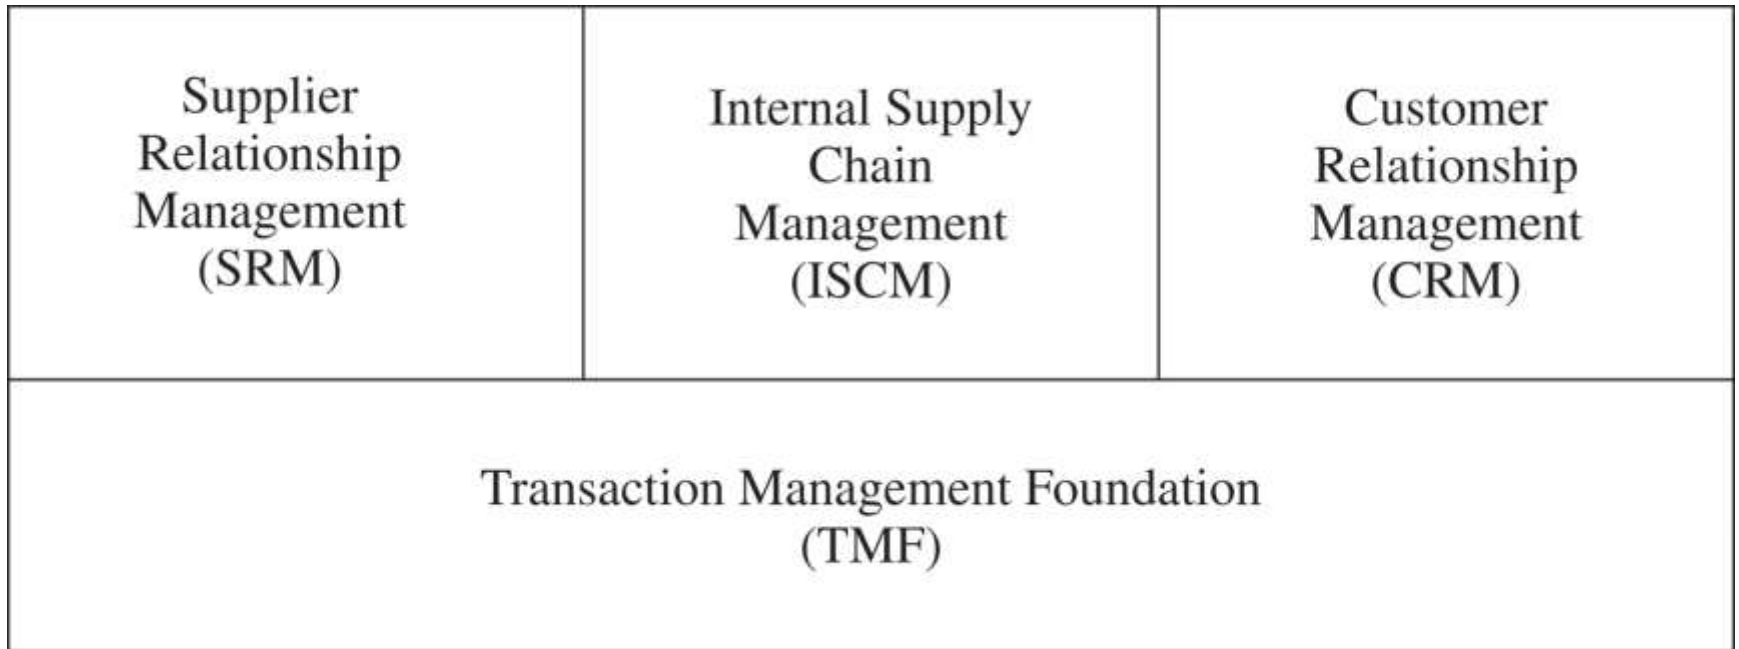 Supplier
Relationship
Management
(SRM)
Internal Supply
Chain
Management
(ISCM)
Customer
Relationship
Management
(CRM)
Transaction Management Foundation
(TMF)